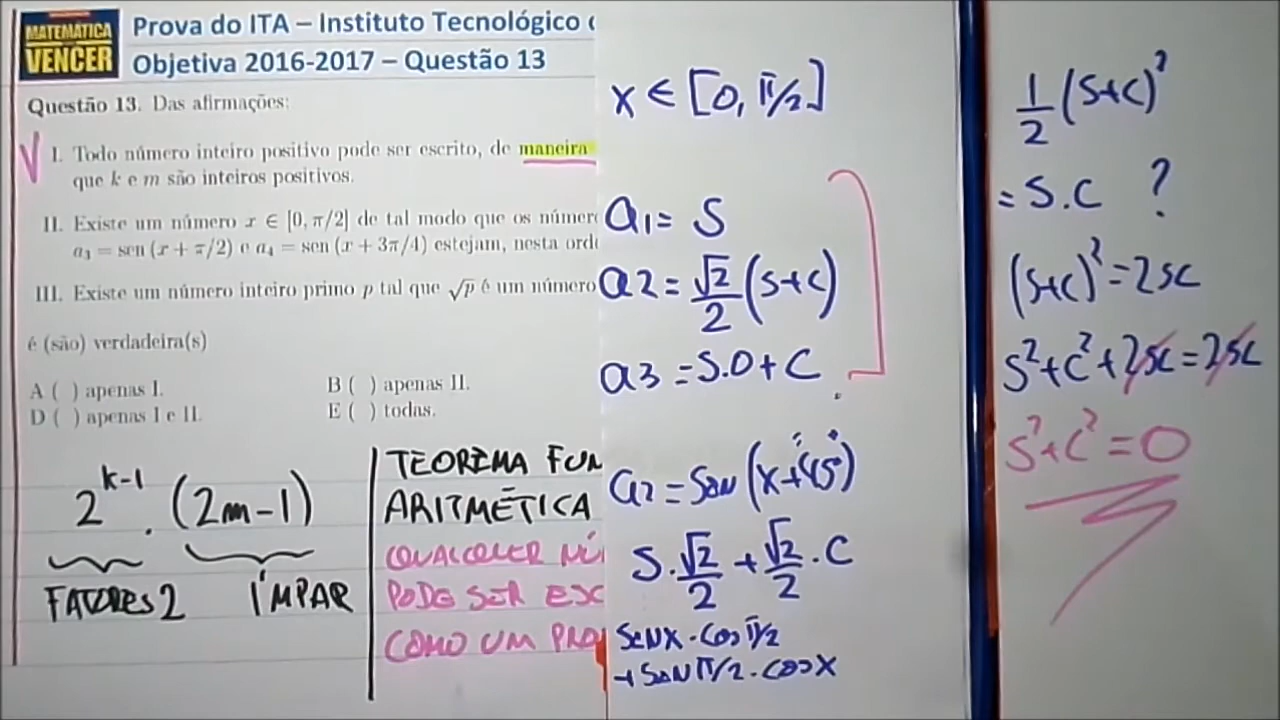 MATEMÁTICA
VENCER
Prova do ITA – Instituto Tecnológico
Objetiva 2016-2017 – Questão 13
Questão 13. Das afirmações:
V I. Todo número inteiro positivo pode ser escrito, de maneira
que k e m são inteiros positivos.
II. Existe um número x ∈ [0, π/2] de tal modo que os
a₃ = sen (x + π/2) e a₄ = sen (x + 3π/4) estejam, nesta
III. Existe um número inteiro primo p tal que √p é um número
é (são) verdadeira(s)
A ( ) apenas I.
B ( ) apenas II.
D ( ) apenas I e II.
E ( ) todas.
2^(k-1) . (2m-1)
FATORES 2 ÍMPAR
TEOREMA
ARITMÉTICA
QUALQUER
PODE SER
COMO UM
x ∈ [0, π/2]
a1 = S
a2 = √2/2 (S+C)
a3 = S.0 + C
a2 = SEN (x+45°)
S.√2/2 + √2/2.C
SENX.COS π/2
+ SEN π/2.COSX
1/2 (S+C)²
= S.C ?
(S+C)² = 2SC
S²+C²+2SC=2SC
S²+C² = 0